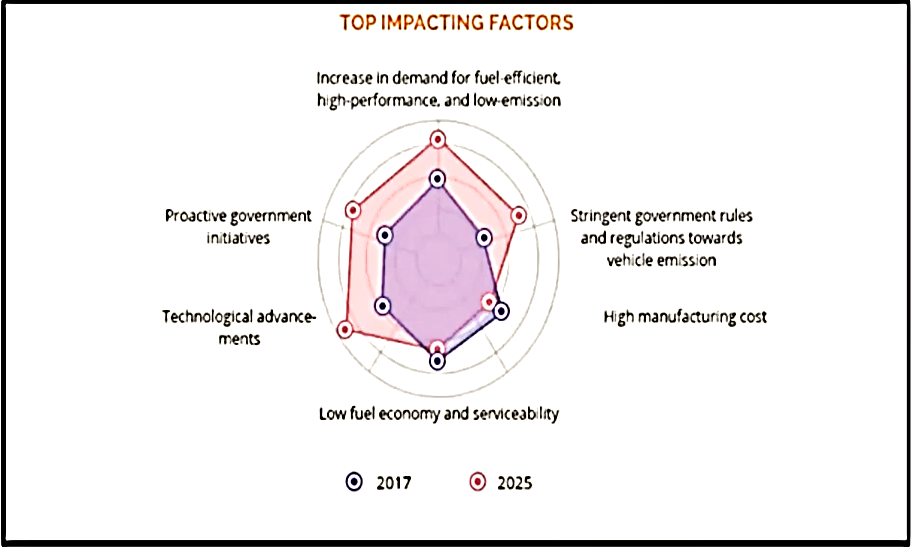 TOP IMPACTING FACTORS
Increase in demand for fuel-efficient,
high-performance, and low-emission
Proactive government
initiatives
Stringent government rules
and regulations towards
vehicle emission
Technological advance-
ments
High manufacturing cost
Low fuel economy and serviceability
2017
2025